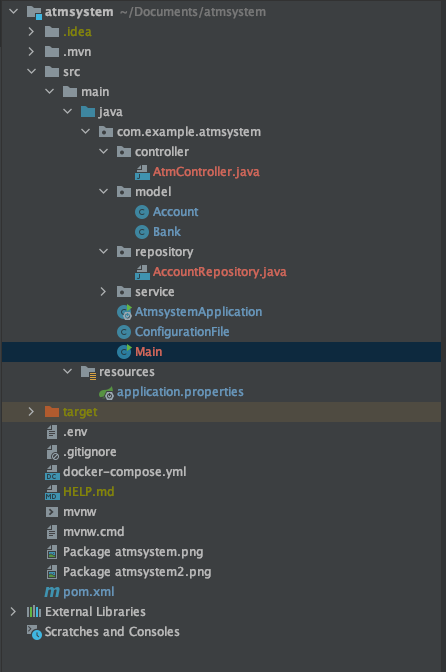 atmsystem ~/Documents/atmsystem
.idea
.mvn
src
main
java
com.example.atmsystem
controller
AtmController.java
model
Account
Bank
repository
AccountRepository.java
service
AtmsystemApplication
ConfigurationFile
Main
resources
application.properties
target
.env
.gitignore
docker-compose.yml
HELP.md
mvnw
mvnw.cmd
Package atmsystem.png
Package atmsystem2.png
pom.xml
External Libraries
Scratches and Consoles